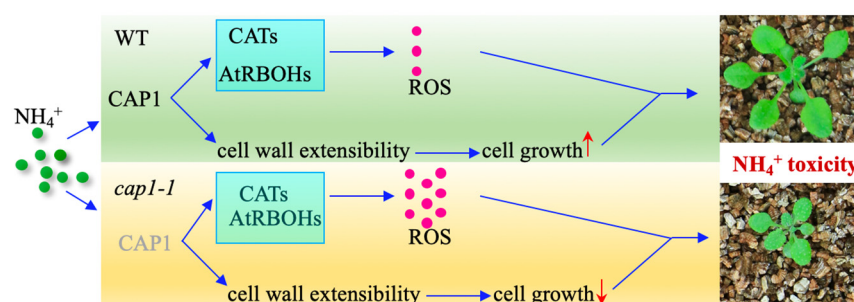 WT
CATs
AtRBOHs
ROS
CAP1
NH₄⁺
cell wall extensibility
cell growth
NH₄⁺ toxicity
cap1-1
CATs
AtRBOHs
ROS
CAP1
cell wall extensibility
cell growth